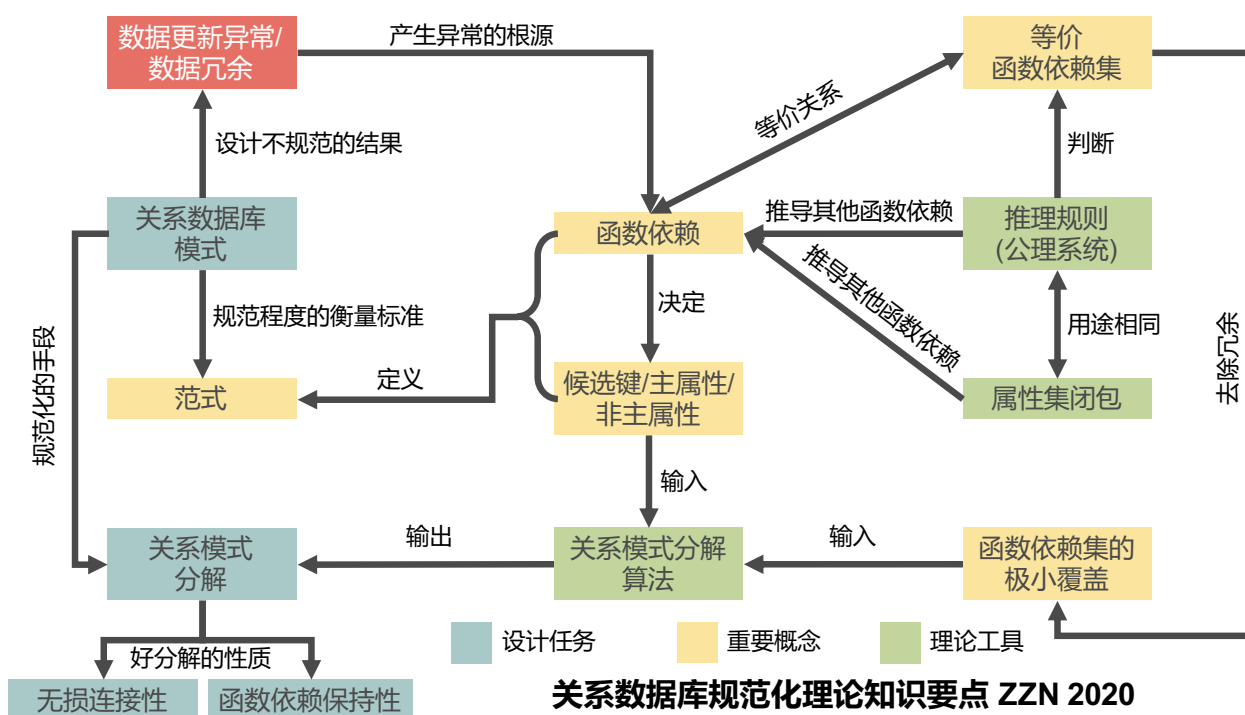 数据更新异常/
数据冗余
产生异常的根源
等价
函数依赖集
等价关系
设计不规范的结果
判断
关系数据库
模式
函数依赖
推导其他函数依赖
推理规则
(公理系统)
推导其他函数依赖
规范程度的衡量标准
决定
用途相同
去除冗余
规范化的手段
范式
定义
候选键/主属性/
非主属性
属性集闭包
输入
关系模式
分解
输出
关系模式分解
算法
输入
函数依赖集的
极小覆盖
好分解的性质
设计任务
重要概念
理论工具
无损连接性
函数依赖保持性
关系数据库规范化理论知识要点 ZZN 2020